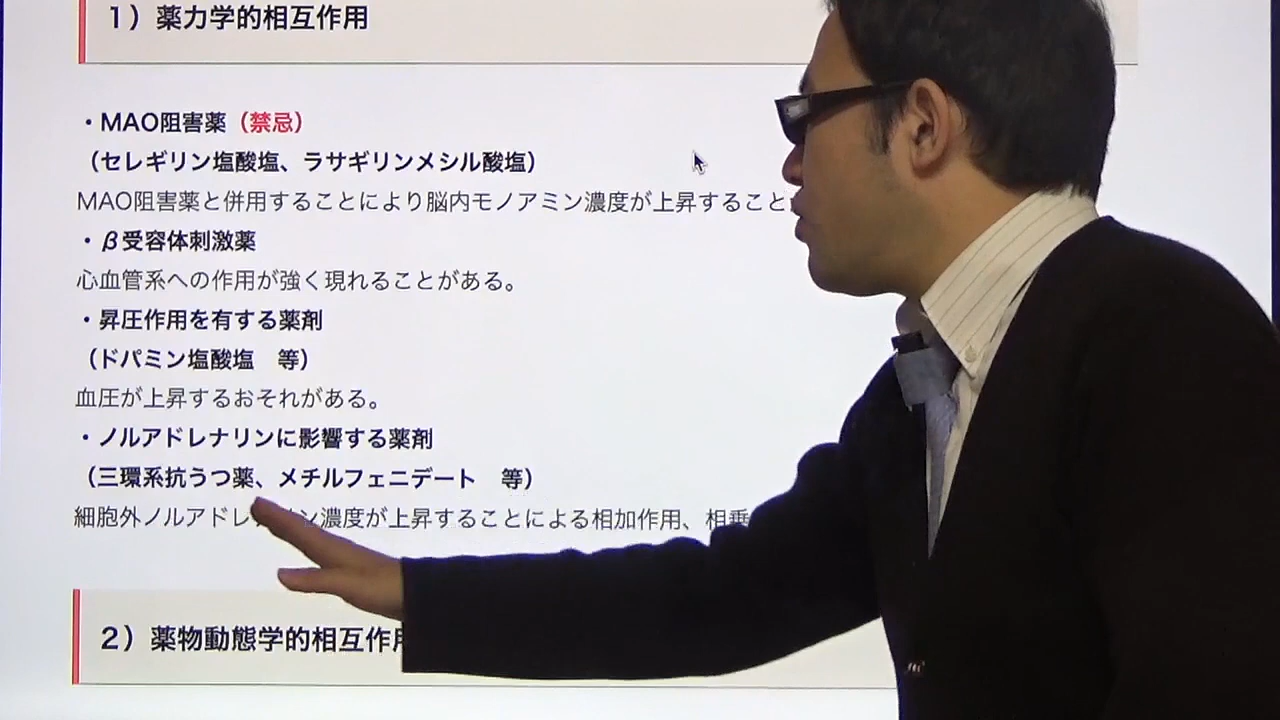 1）薬力学的相互作用
・MAO阻害薬（禁忌）
（セレギリン塩酸塩、ラサギリンメシル酸塩）
MAO阻害薬と併用することにより脳内モノアミン濃度が上昇すること
・β受容体刺激薬
心血管系への作用が強く現れることがある。
・昇圧作用を有する薬剤
（ドパミン塩酸塩　等）
血圧が上昇するおそれがある。
・ノルアドレナリンに影響する薬剤
（三環系抗うつ薬、メチルフェニデート　等）
細胞外ノルアドレナリン濃度が上昇することによる相加作用、相乗
2）薬物動態学的相互作用